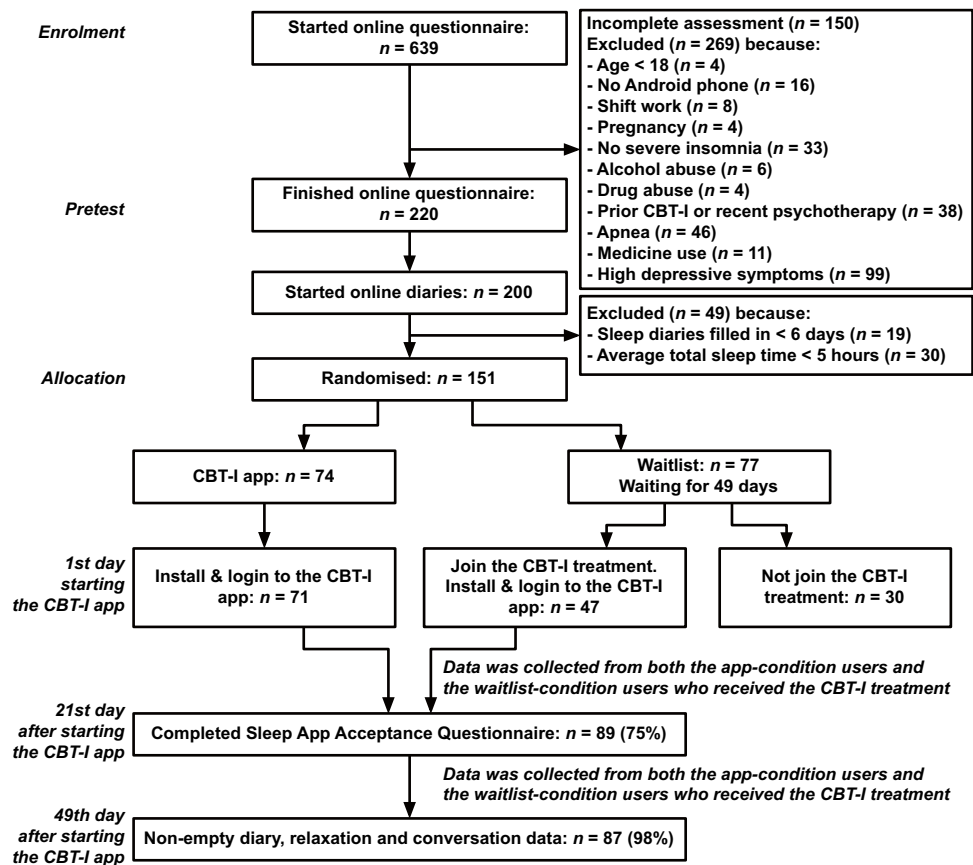 Enrolment
Started online questionnaire:
n = 639
Incomplete assessment (n = 150)
Excluded (n = 269) because:
- Age < 18 (n = 4)
- No Android phone (n = 16)
- Shift work (n = 8)
- Pregnancy (n = 4)
- No severe insomnia (n = 33)
- Alcohol abuse (n = 6)
- Drug abuse (n = 4)
- Prior CBT-I or recent psychotherapy (n = 38)
- Apnea (n = 46)
- Medicine use (n = 11)
- High depressive symptoms (n = 99)
Pretest
Finished online questionnaire:
n = 220
Started online diaries: n = 200
Excluded (n = 49) because:
- Sleep diaries filled in < 6 days (n = 19)
- Average total sleep time < 5 hours (n = 30)
Allocation
Randomised: n = 151
CBT-I app: n = 74
Waitlist: n = 77
Waiting for 49 days
1st day
starting
the CBT-I app
Install & login to the CBT-I
app: n = 71
Join the CBT-I treatment.
Install & login to the CBT-I
app: n = 47
Not join the CBT-I
treatment: n = 30
Data was collected from both the app-condition users and
the waitlist-condition users who received the CBT-I treatment
21st day
after starting
the CBT-I app
Completed Sleep App Acceptance Questionnaire: n = 89 (75%)
Data was collected from both the app-condition users and
the waitlist-condition users who received the CBT-I treatment
49th day
after starting
the CBT-I app
Non-empty diary, relaxation and conversation data: n = 87 (98%)